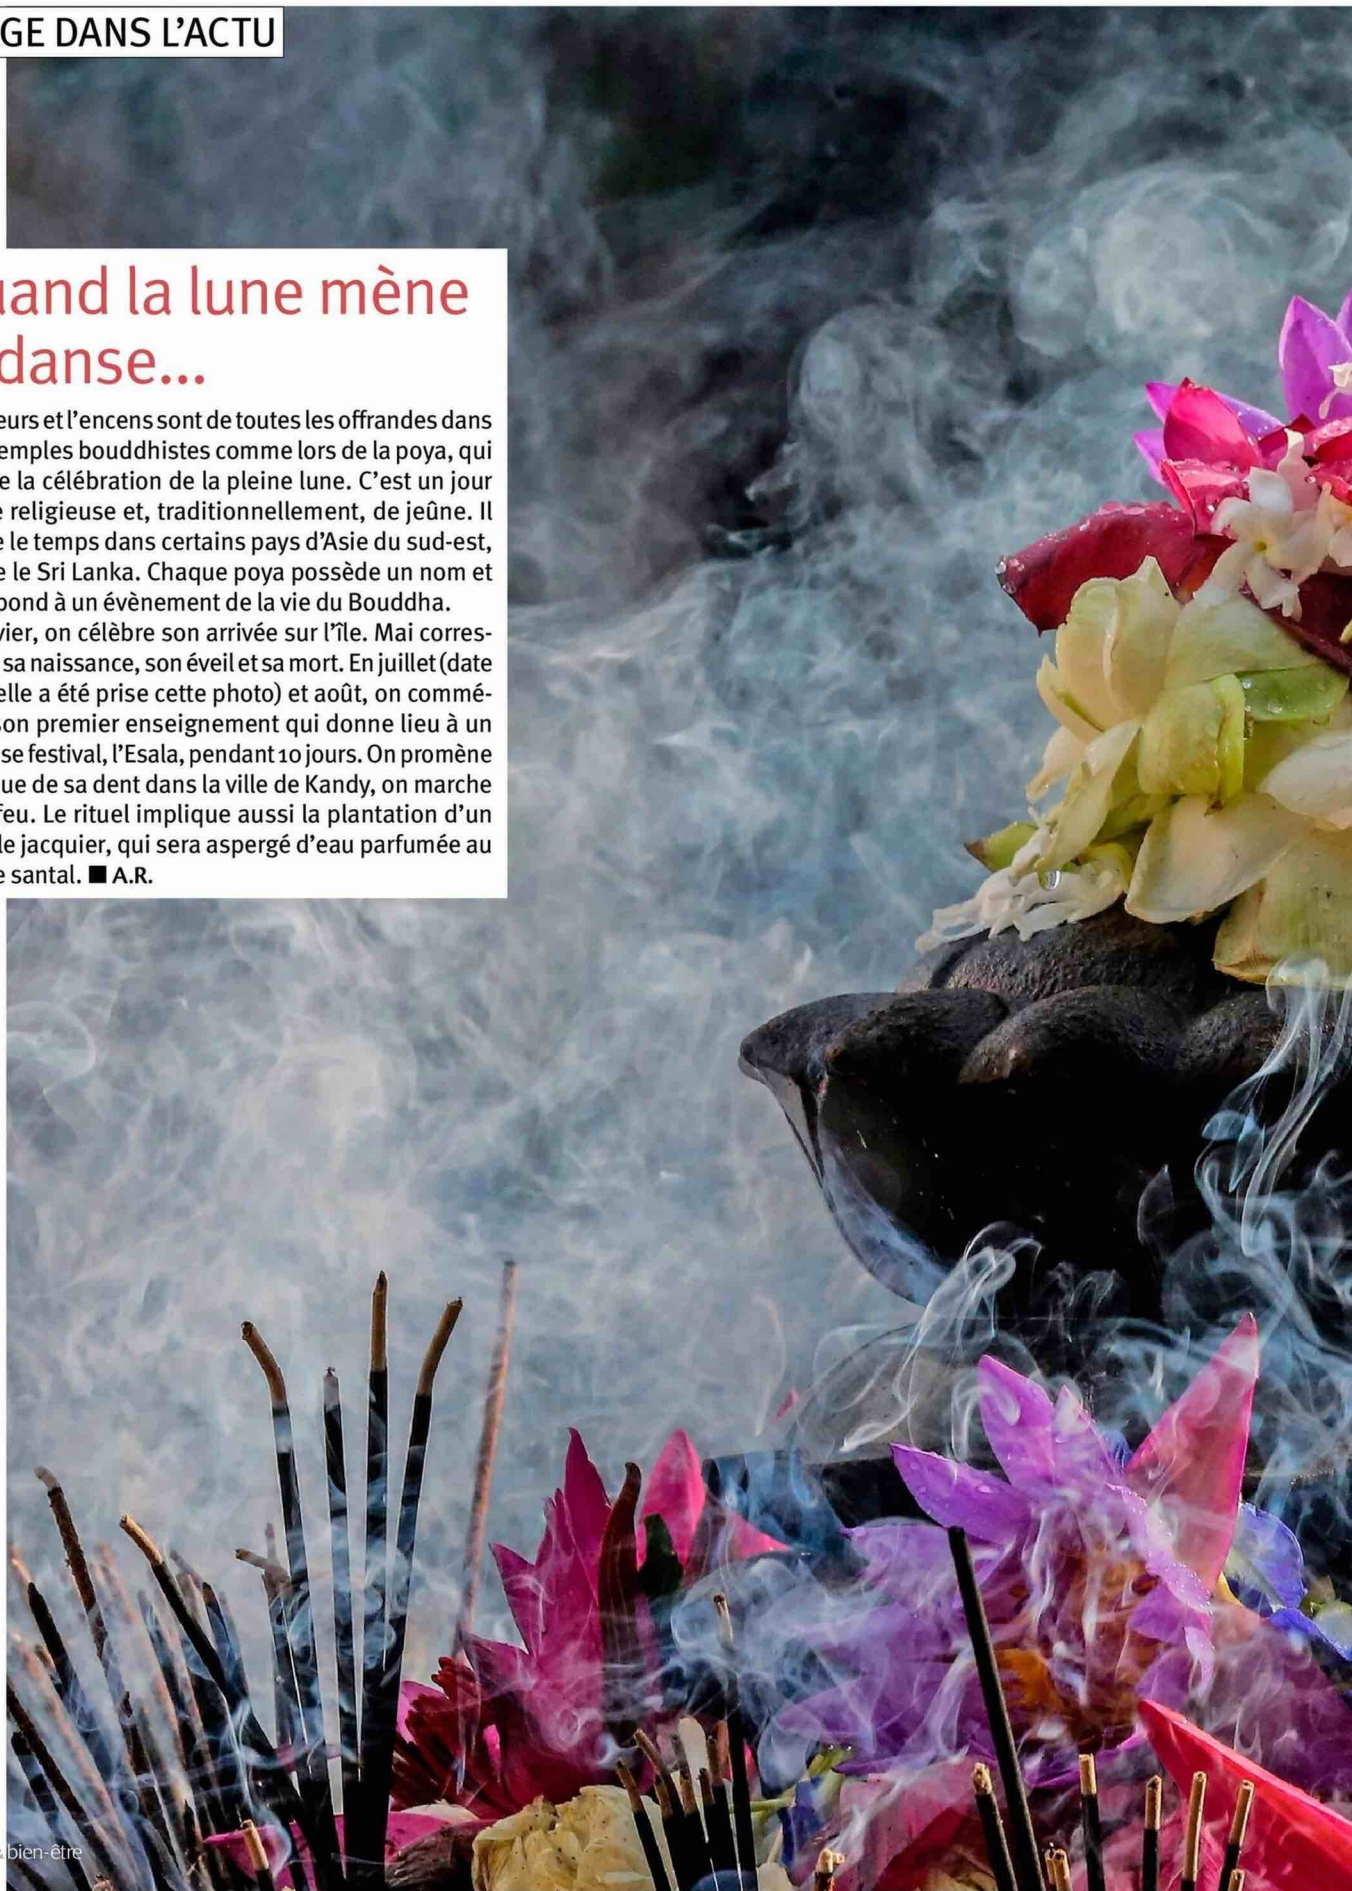 GE DANS L'ACTU
uand la lune mène
danse...
eurs et l'encens sont de toutes les offrandes dans
emples bouddhistes comme lors de la poya, qui
e la célébration de la pleine lune. C'est un jour
e religieuse et, traditionnellement, de jeûne. Il
e le temps dans certains pays d'Asie du sud-est,
e le Sri Lanka. Chaque poya possède un nom et
pond à un évènement de la vie du Bouddha.
vier, on célèbre son arrivée sur l'île. Mai corres-
sa naissance, son éveil et sa mort. En juillet (date
elle a été prise cette photo) et août, on commé-
son premier enseignement qui donne lieu à un
se festival, l'Esala, pendant 10 jours. On promène
que de sa dent dans la ville de Kandy, on marche
feu. Le rituel implique aussi la plantation d'un
de jacquier, qui sera aspergé d'eau parfumée au
e santal. ■ A.R.
bien-être